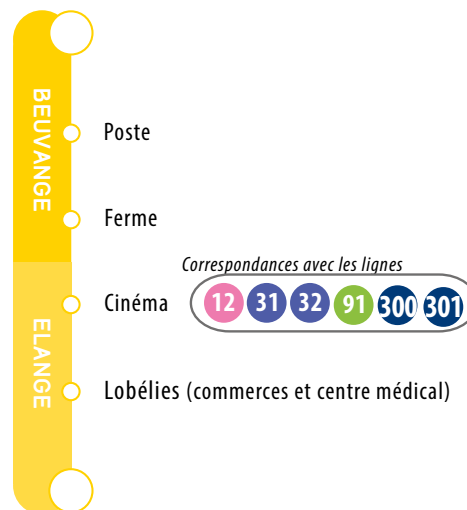 BEUVANGE
Poste
Ferme
Correspondances avec les lignes
ELANGE
Cinéma 12 31 32 91 300 301
Lobélies (commerces et centre médical)